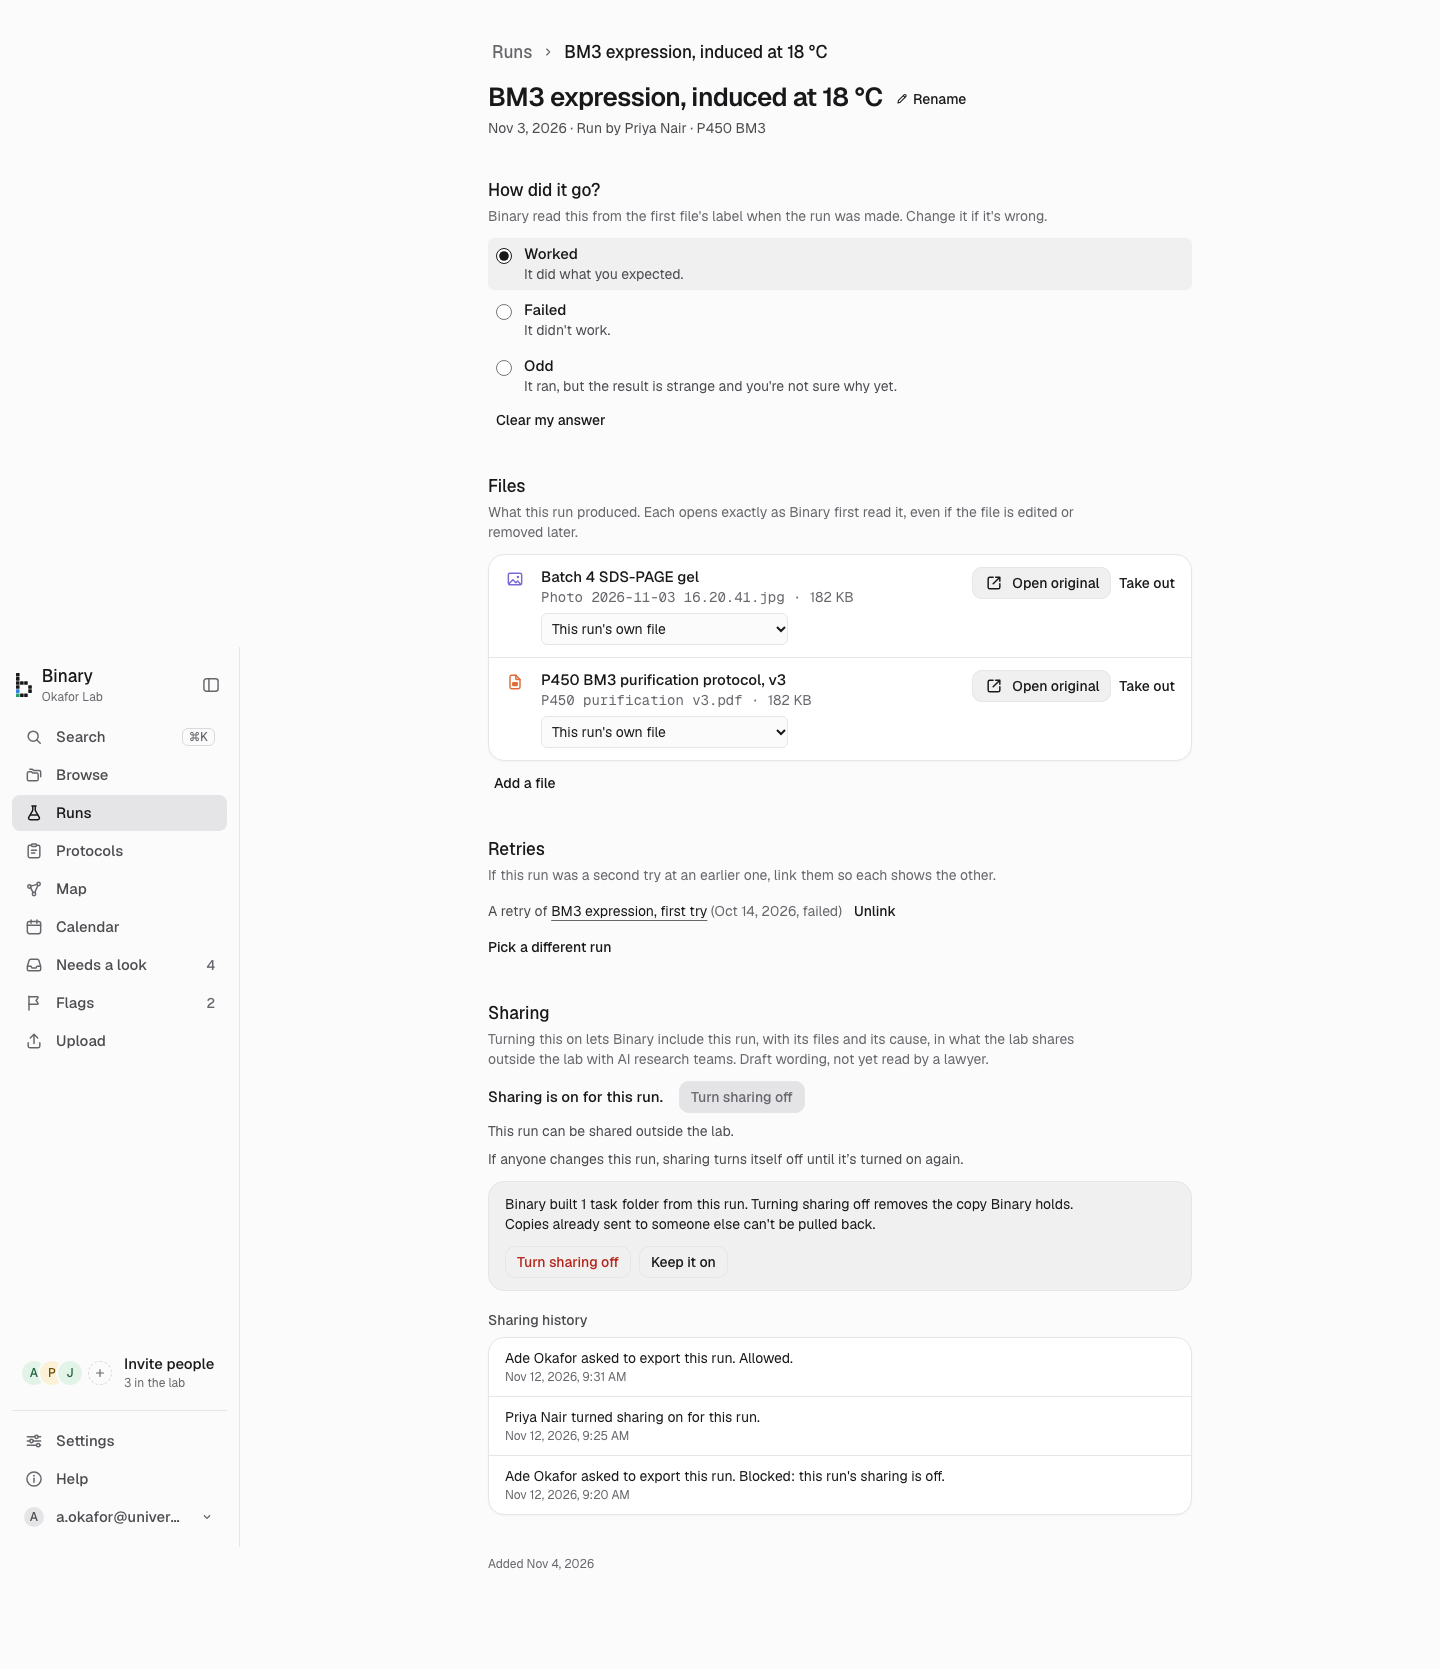 Runs
BM3 expression, induced at 18 °C
BM3 expression, induced at 18 °C
Rename
Nov 3, 2026 · Run by Priya Nair · P450 BM3
How did it go?
Binary read this from the first file's label when the run was made. Change it if it's wrong.
Worked
It did what you expected.
Failed
It didn't work.
Odd
It ran, but the result is strange and you're not sure why yet.
Clear my answer
Files
What this run produced. Each opens exactly as Binary first read it, even if the file is edited or
removed later.
Batch 4 SDS-PAGE gel
Photo 2026-11-03 16.20.41.jpg · 182 KB
This run's own file
Open original
Take out
P450 BM3 purification protocol, v3
P450 purification v3.pdf · 182 KB
This run's own file
Open original
Take out
Add a file
Retries
If this run was a second try at an earlier one, link them so each shows the other.
A retry of BM3 expression, first try (Oct 14, 2026, failed) Unlink
Pick a different run
Sharing
Turning this on lets Binary include this run, with its files and its cause, in what the lab shares
outside the lab with AI research teams. Draft wording, not yet read by a lawyer.
Sharing is on for this run.
Turn sharing off
This run can be shared outside the lab.
If anyone changes this run, sharing turns itself off until it's turned on again.
Binary built 1 task folder from this run. Turning sharing off removes the copy Binary holds.
Copies already sent to someone else can't be pulled back.
Turn sharing off
Keep it on
Sharing history
Ade Okafor asked to export this run. Allowed.
Nov 12, 2026, 9:31 AM
Priya Nair turned sharing on for this run.
Nov 12, 2026, 9:25 AM
Ade Okafor asked to export this run. Blocked: this run's sharing is off.
Nov 12, 2026, 9:20 AM
Added Nov 4, 2026
Binary
Okafor Lab
Search
⌘K
Browse
Runs
Protocols
Map
Calendar
Needs a look 4
Flags 2
Upload
A P J +
Invite people
3 in the lab
Settings
Help
A
a.okafor@univer...